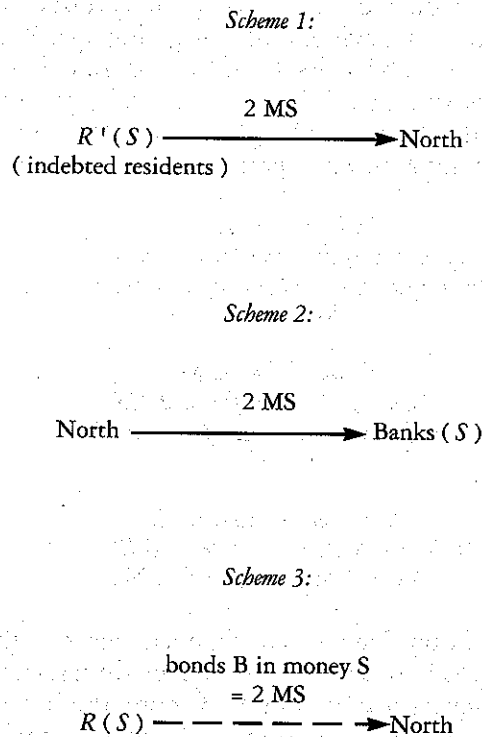 Scheme 1:
2 MS
R'(S) North
( indebted residents )
Scheme 2:
2 MS
North Banks ( S )
Scheme 3:
bonds B in money S
= 2 MS
R ( S ) North